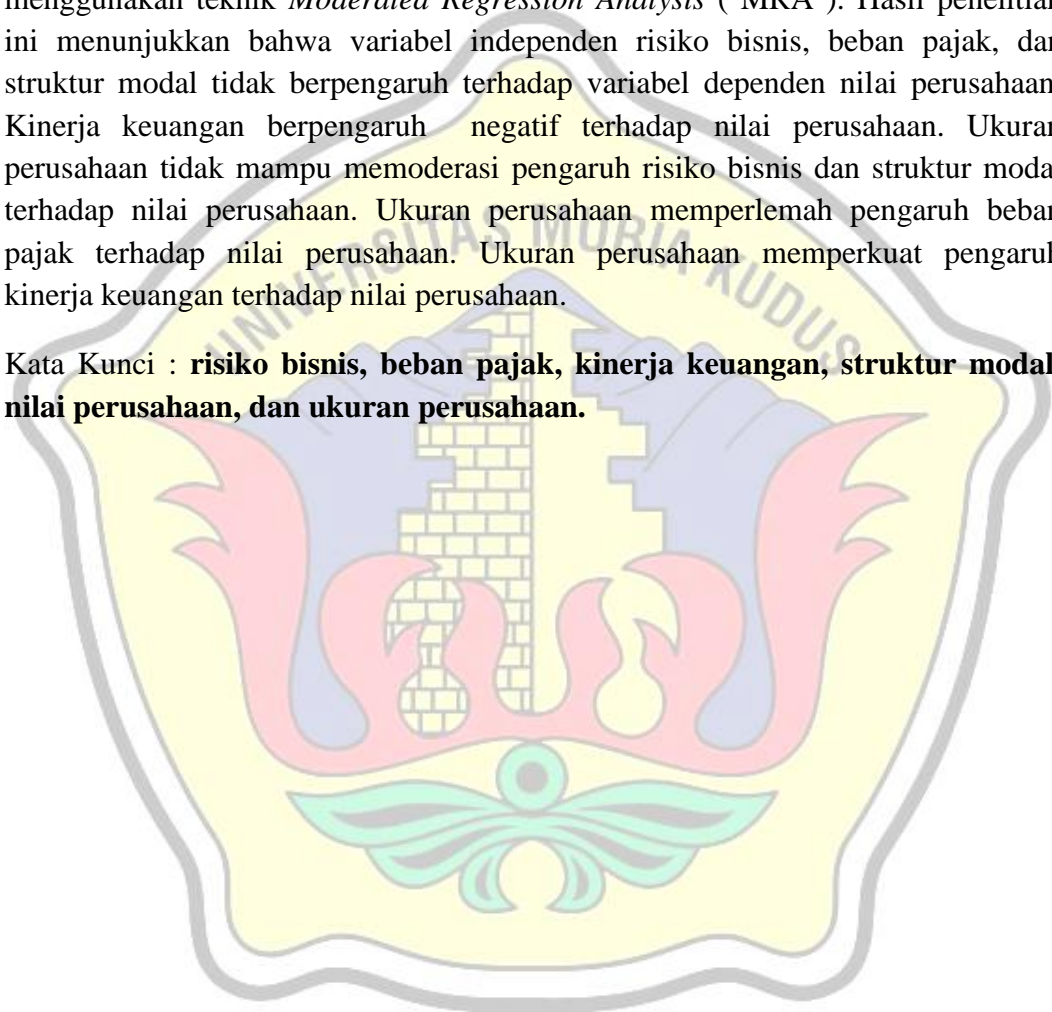 menggunakan teknik Moderated Regression Analysis ( MRA ). Hasil penelitian
ini menunjukkan bahwa variabel independen risiko bisnis, beban pajak, dan
struktur modal tidak berpengaruh terhadap variabel dependen nilai perusahaan
Kinerja keuangan berpengaruh negatif terhadap nilai perusahaan. Ukuran
perusahaan tidak mampu memoderasi pengaruh risiko bisnis dan struktur modal
terhadap nilai perusahaan. Ukuran perusahaan memperlemah pengaruh beban
pajak terhadap nilai perusahaan. Ukuran perusahaan memperkuat pengaruh
kinerja keuangan terhadap nilai perusahaan.
UNIVERSITAS MURIA KUDUS
Kata Kunci : risiko bisnis, beban pajak, kinerja keuangan, struktur modal
nilai perusahaan, dan ukuran perusahaan.